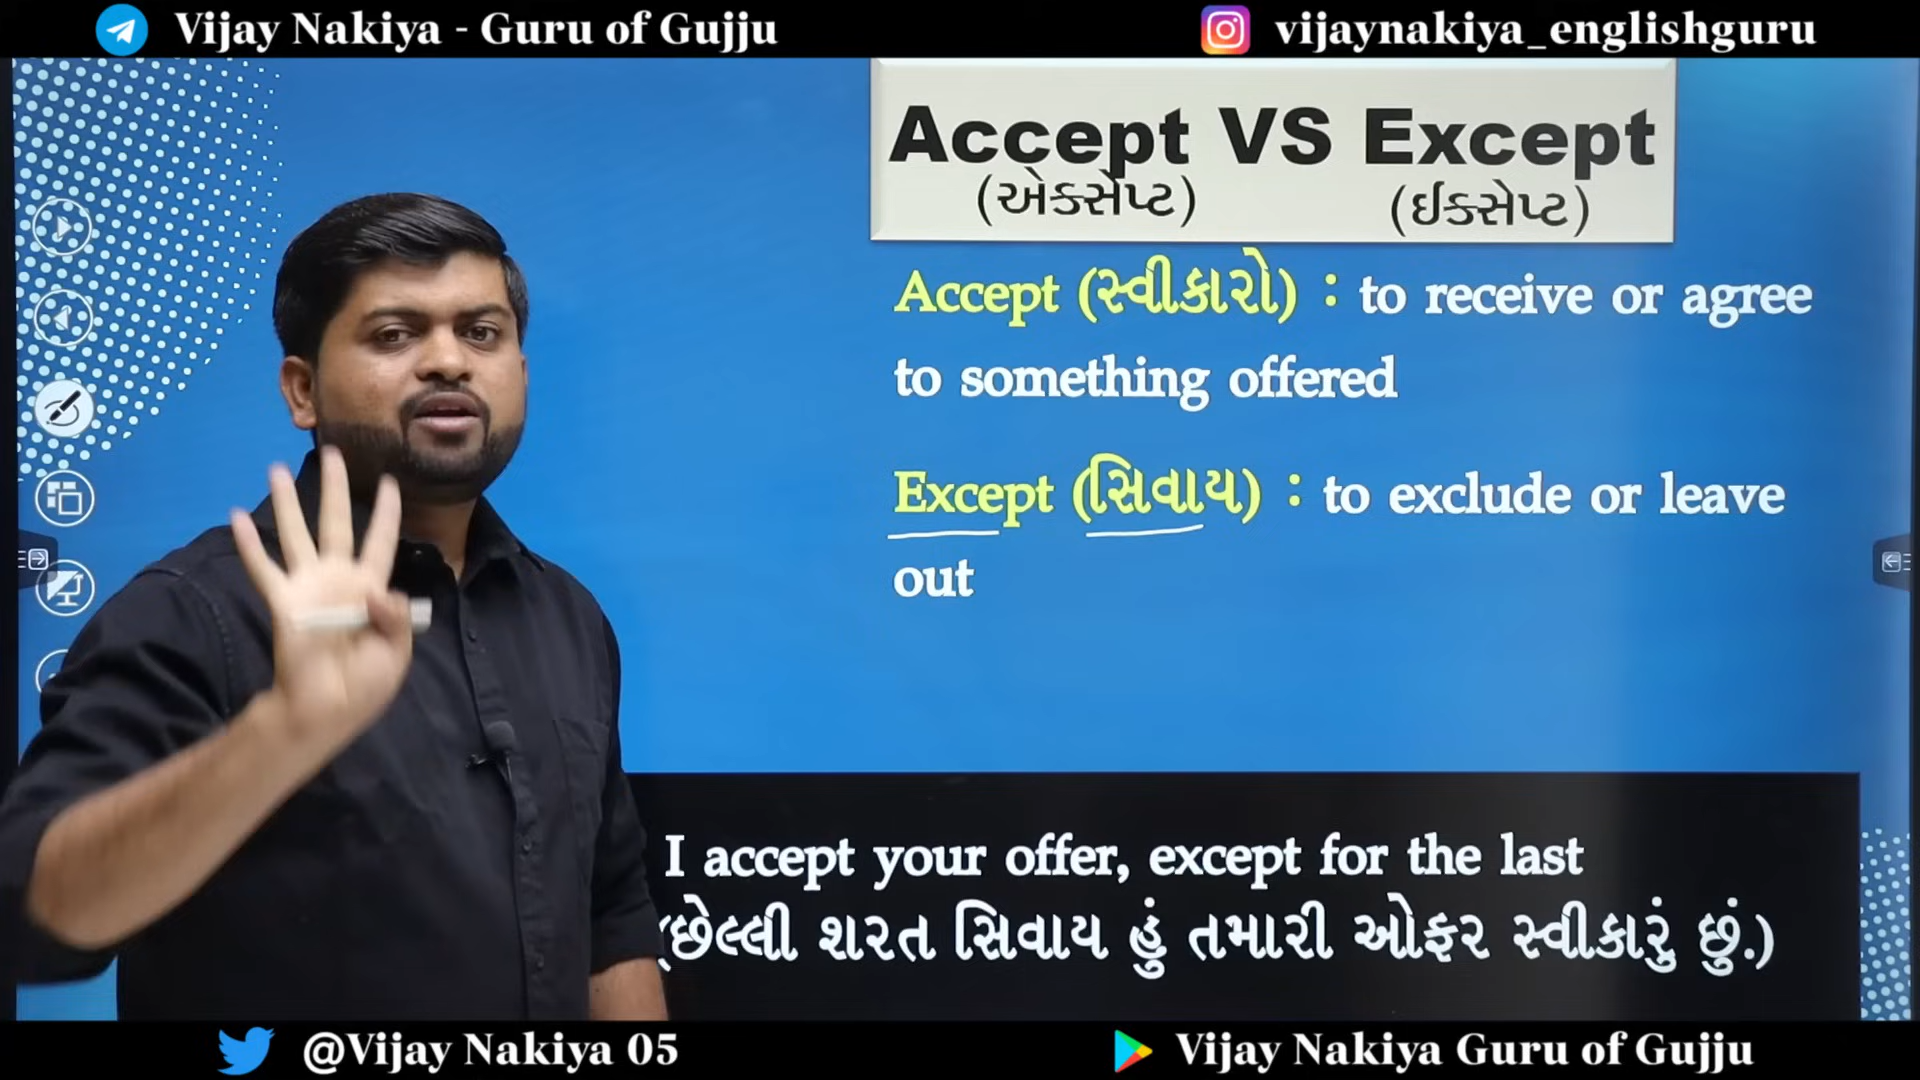 Vijay Nakiya - Guru of Gujju
vijaynakiya_englishguru
Accept VS Except
(એક્સેપ્ટ) (ઈક્સેપ્ટ)
Accept (સ્વીકારો) : to receive or agree
to something offered
Except (સિવાય) : to exclude or leave
out
I accept your offer, except for the last
(છેલ્લી શરત સિવાય હું તમારી ઓફર સ્વીકારું છું.)
@Vijay Nakiya 05
Vijay Nakiya Guru of Gujju